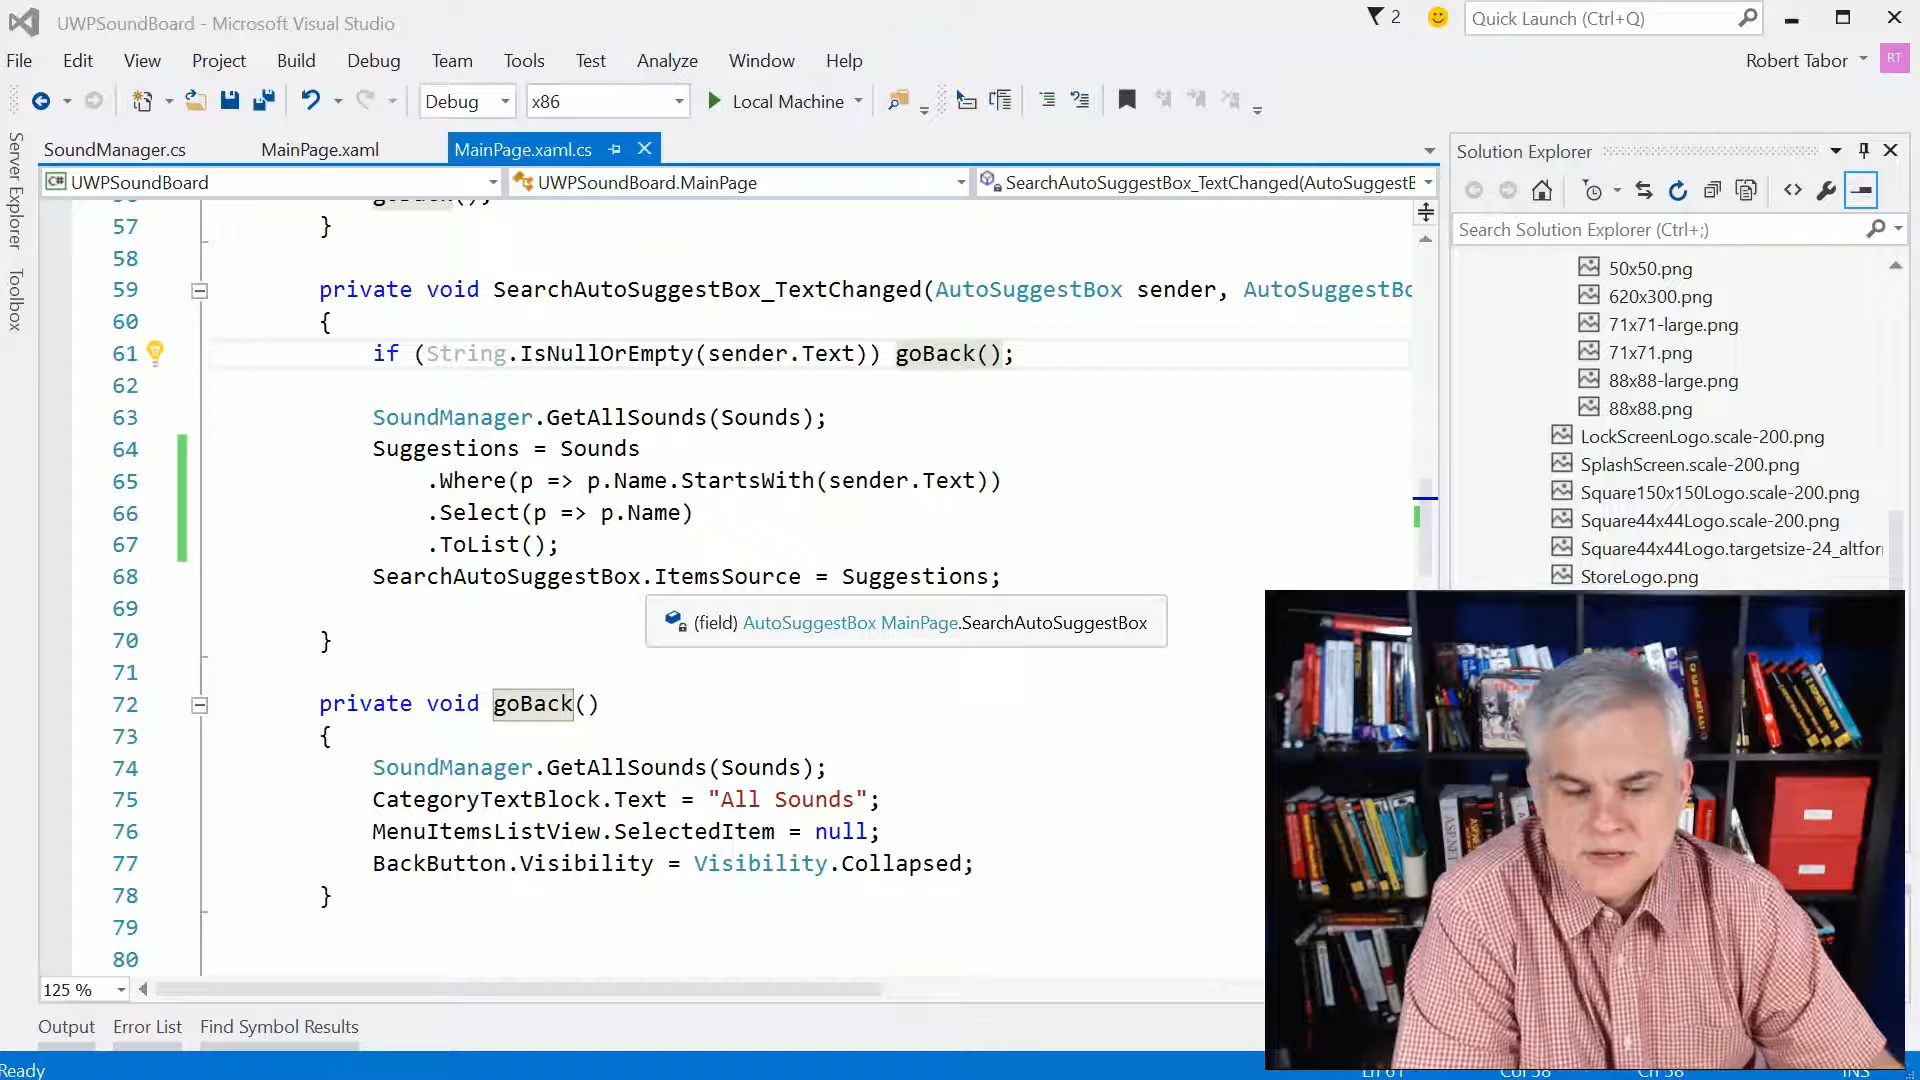 UWPSoundBoard - Microsoft Visual Studio
2
Quick Launch (Ctrl+Q)
File Edit View Project Build Debug Team Tools Test Analyze Window Help
Robert Tabor
RT
Debug
x86
Local Machine
Server Explorer
Toolbox
SoundManager.cs
MainPage.xaml
MainPage.xaml.cs
C# UWPSoundBoard
UWPSoundBoard.MainPage
SearchAutoSuggestBox_TextChanged(AutoSuggestB
57 }
58
59 private void SearchAutoSuggestBox_TextChanged(AutoSuggestBox sender, AutoSuggestBo
60 {
61 if (String.IsNullOrEmpty(sender.Text)) goBack();
62
63 SoundManager.GetAllSounds(Sounds);
64 Suggestions = Sounds
65 .Where(p => p.Name.StartsWith(sender.Text))
66 .Select(p => p.Name)
67 .ToList();
68 SearchAutoSuggestBox.ItemsSource = Suggestions;
69
(field) AutoSuggestBox MainPage.SearchAutoSuggestBox
70 }
71
72 private void goBack()
73 {
74 SoundManager.GetAllSounds(Sounds);
75 CategoryTextBlock.Text = "All Sounds";
76 MenuItemsListView.SelectedItem = null;
77 BackButton.Visibility = Visibility.Collapsed;
78 }
79
80
125 %
Output Error List Find Symbol Results
Ready
Solution Explorer
Search Solution Explorer (Ctrl+;)
50x50.png
620x300.png
71x71-large.png
71x71.png
88x88-large.png
88x88.png
LockScreenLogo.scale-200.png
SplashScreen.scale-200.png
Square150x150Logo.scale-200.png
Square44x44Logo.scale-200.png
Square44x44Logo.targetsize-24_altfor
StoreLogo.png